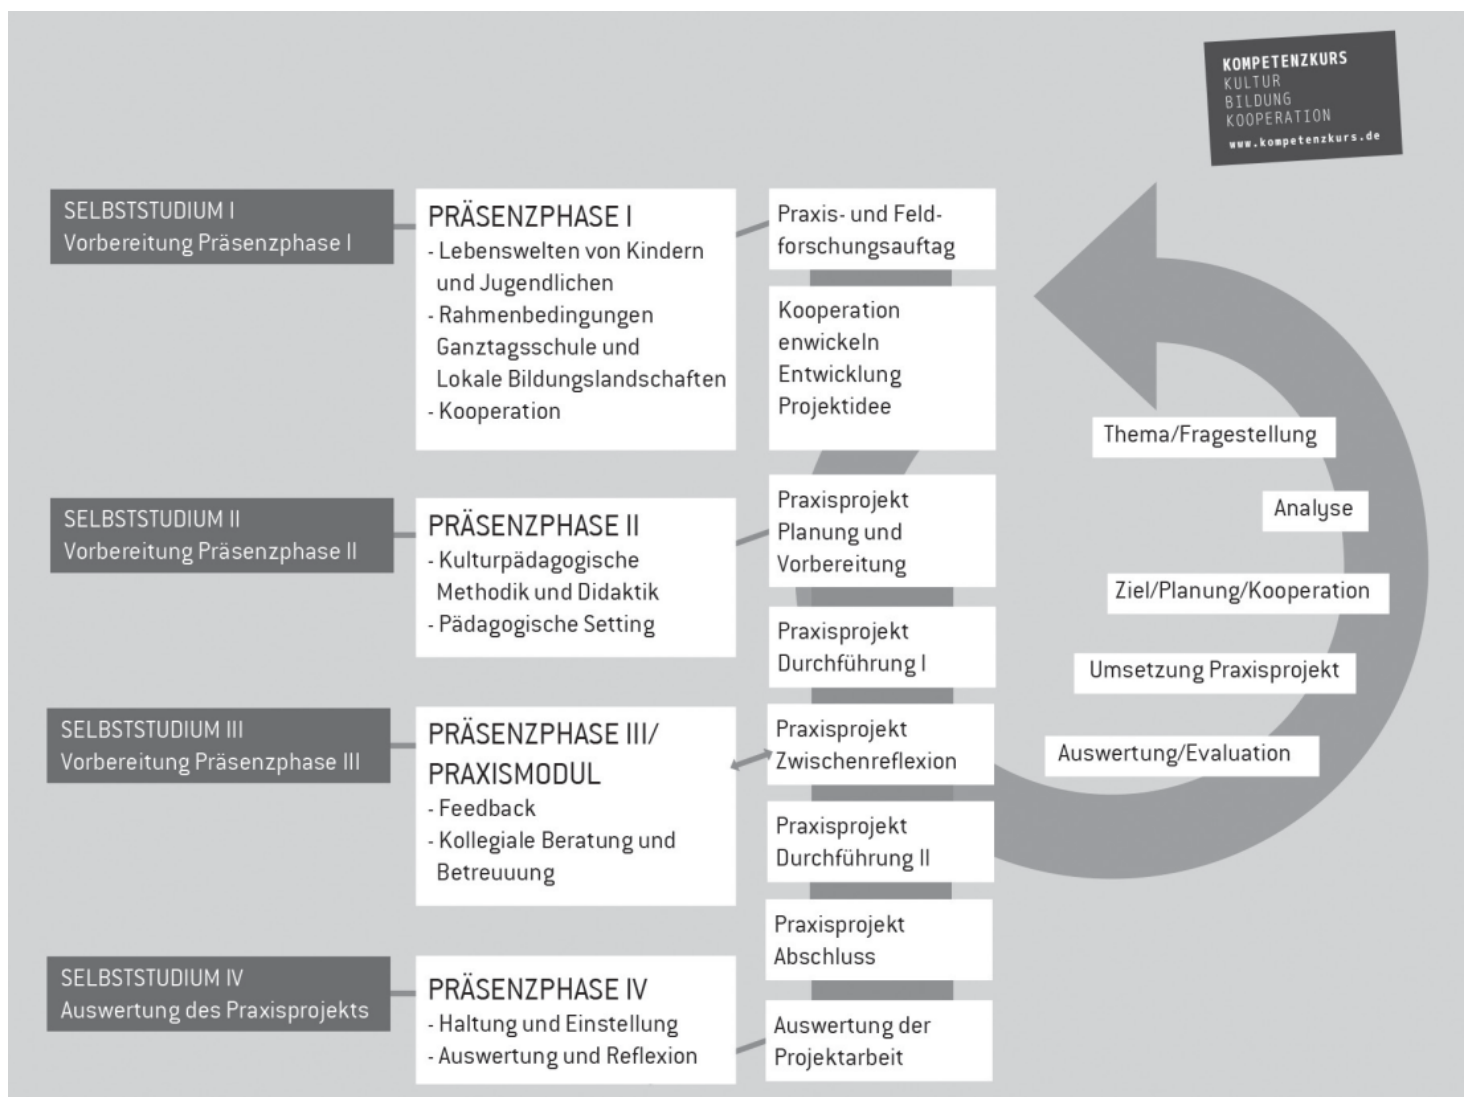 KOMPETENZKURS
KULTUR
BILDUNG
KOOPERATION
www.kompetenzkurs.de
SELBSTSTUDIUM I
Vorbereitung Präsenzphase I
PRÄSENZPHASE I
- Lebenswelten von Kindern
und Jugendlichen
- Rahmenbedingungen
Ganztagsschule und
Lokale Bildungslandschaften
- Kooperation
Praxis- und Feld-
forschungsauftag
Kooperation
enwickeln
Entwicklung
Projektidee
SELBSTSTUDIUM II
Vorbereitung Präsenzphase II
PRÄSENZPHASE II
- Kulturpädagogische
Methodik und Didaktik
- Pädagogische Setting
Praxisprojekt
Planung und
Vorbereitung
Praxisprojekt
Durchführung I
SELBSTSTUDIUM III
Vorbereitung Präsenzphase III
PRÄSENZPHASE III/
PRAXISMODUL
- Feedback
- Kollegiale Beratung und
Betreuuung
Praxisprojekt
Zwischenreflexion
Praxisprojekt
Durchführung II
Praxisprojekt
Abschluss
SELBSTSTUDIUM IV
Auswertung des Praxisprojekts
PRÄSENZPHASE IV
- Haltung und Einstellung
- Auswertung und Reflexion
Auswertung der
Projektarbeit
Thema/Fragestellung
Analyse
Ziel/Planung/Kooperation
Umsetzung Praxisprojekt
Auswertung/Evaluation